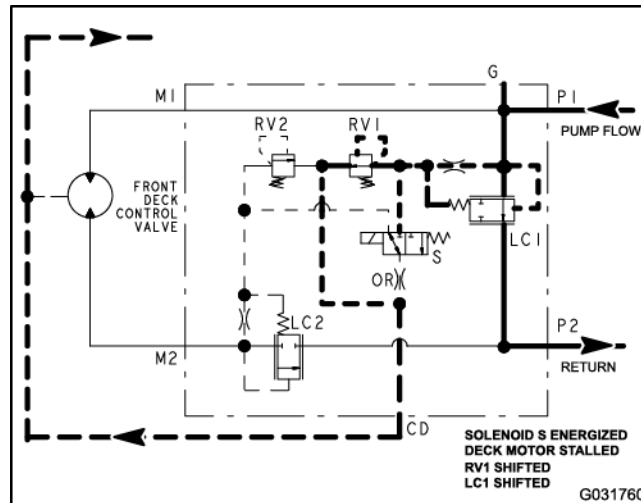 G
M1
P1
PUMP FLOW
RV2
RV1
FRONT
DECK
CONTROL
VALVE
LC1
S
OR
LC2
M2
P2
RETURN
CD
SOLENOID S ENERGIZED
DECK MOTOR STALLED
RV1 SHIFTED
LC1 SHIFTED
G031760